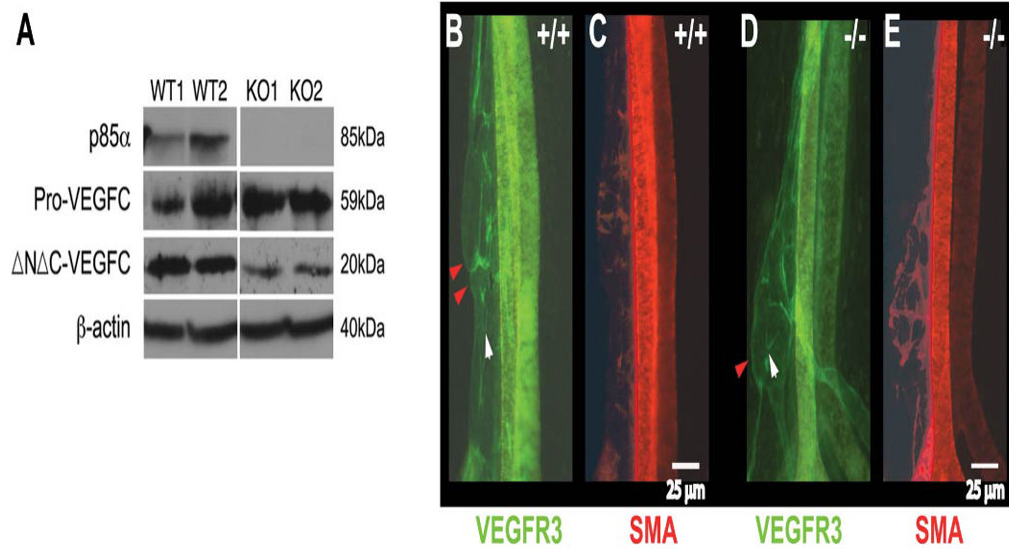 A
WT1 WT2 KO1 KO2
p85α 85kDa
Pro-VEGFC 59kDa
ΔNΔC-VEGFC 20kDa
β-actin 40kDa
B +/+ C +/+ D -/- E -/-
25 µm 25 µm
VEGFR3 SMA VEGFR3 SMA